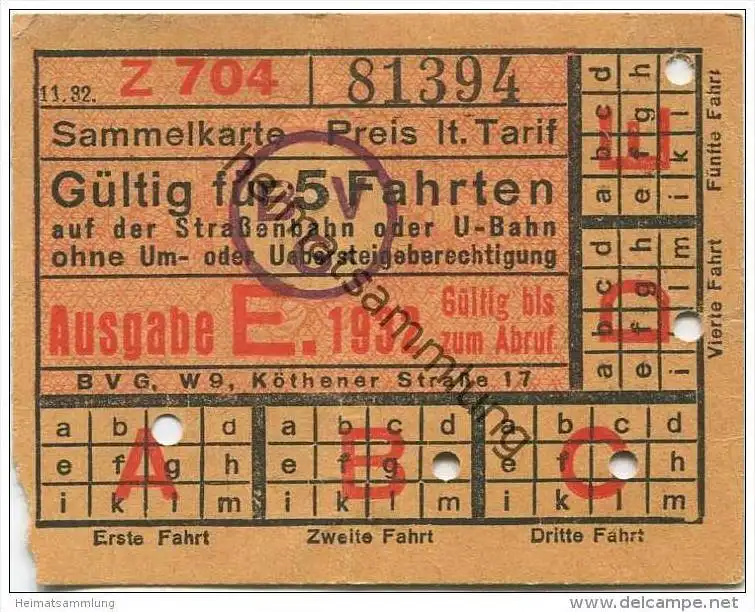 11.32. Z 704 81394
Sammelkarte Preis lt. Tarif
Gültig für 5 Fahrten
auf der Straßenbahn oder U-Bahn
ohne Um- oder Uebersteigeberechtigung
Ausgabe E. 193
Gültig bis
zum Abruf
BVG, W9, Köthener Straße 17
V
heimatsammlung
a b d
e f g h
i k l m
A
Erste Fahrt
a b c d
e f g
i k l m
B
Zweite Fahrt
a b c d
e f h
i k l m
C
Dritte Fahrt
a b c d
e f g h
i k l m
D
Vierte Fahrt
a b c d
e f g h
i k l
E
Fünfte Fahrt
Heimatsammlung
delcampe.net